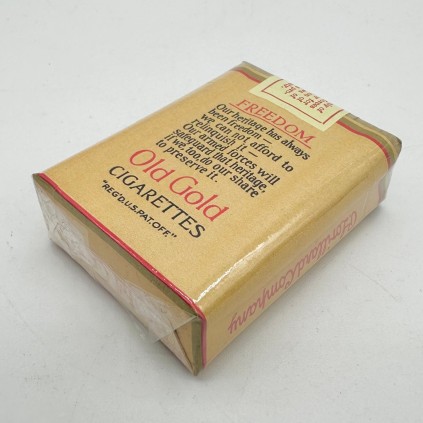 FREEDOM
Our heritage has always
been freedom —
we can not afford to
relinquish it —
Our armed forces will
safeguard that heritage,
if we, too, do our share
to preserve it.
Old Gold
CIGARETTES
"REG'D.U.S.PAT.OFF."
P. Lorillard Company